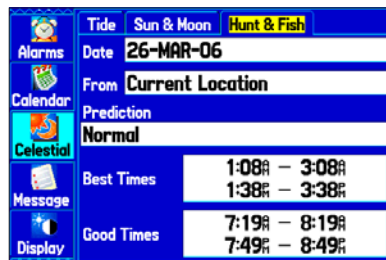 Tide Sun & Moon Hunt & Fish
Alarms
Date 26-MAR-06
From Current Location
Calendar
Prediction
Normal
Celestial
Best Times 1:08A – 3:08A
1:38P – 3:38P
Message
Good Times 7:19A – 8:19A
7:49P – 8:49P
Display